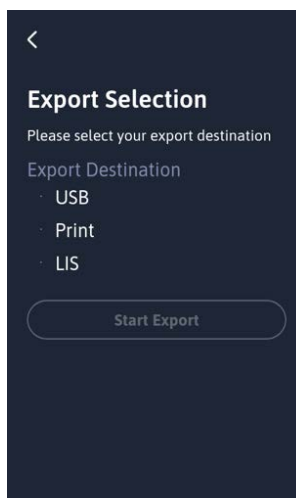 Export Selection
Please select your export destination
Export Destination
USB
Print
LIS
Start Export